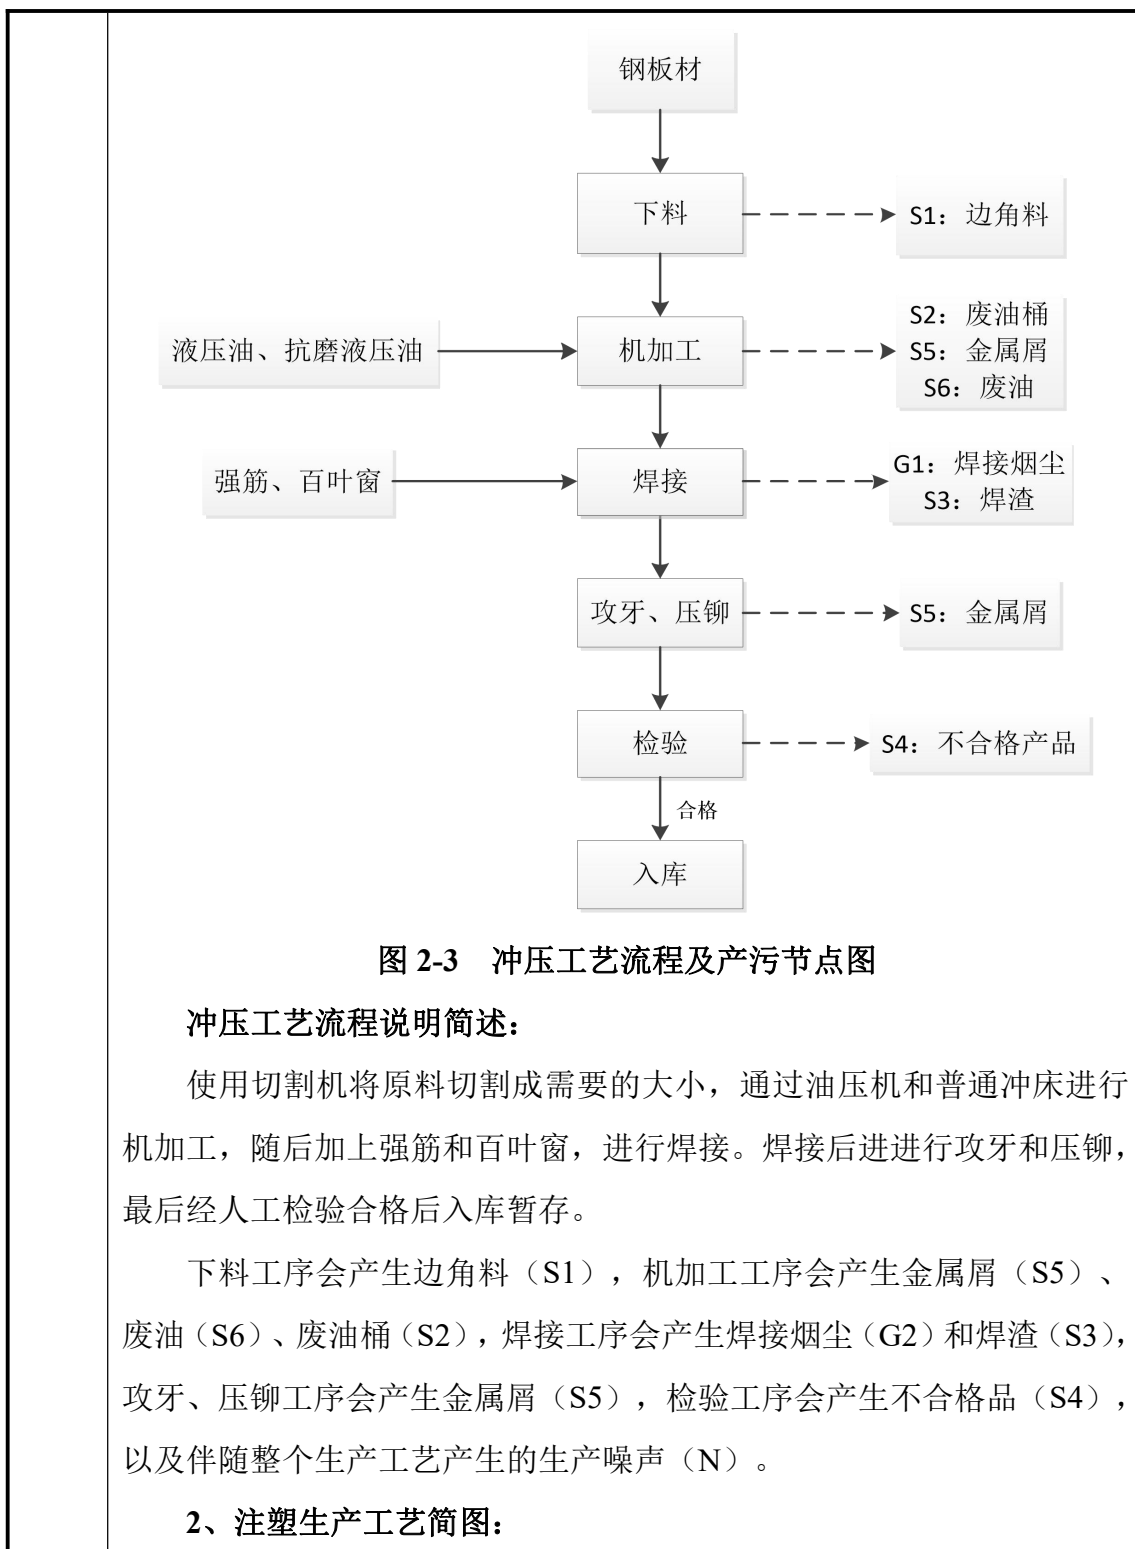 钢板材
下料
S1：边角料
液压油、抗磨液压油
机加工
S2：废油桶
S5：金属屑
S6：废油
强筋、百叶窗
焊接
G1：焊接烟尘
S3：焊渣
攻牙、压铆
S5：金属屑
检验
S4：不合格产品
合格
入库
图 2-3 冲压工艺流程及产污节点图
冲压工艺流程说明简述：
使用切割机将原料切割成需要的大小，通过油压机和普通冲床进行
机加工，随后加上强筋和百叶窗，进行焊接。焊接后进进行攻牙和压铆，
最后经人工检验合格后入库暂存。
下料工序会产生边角料（S1），机加工工序会产生金属屑（S5）、
废油（S6）、废油桶（S2），焊接工序会产生焊接烟尘（G2）和焊渣（S3），
攻牙、压铆工序会产生金属屑（S5），检验工序会产生不合格品（S4），
以及伴随整个生产工艺产生的生产噪声（N）。
2、注塑生产工艺简图：